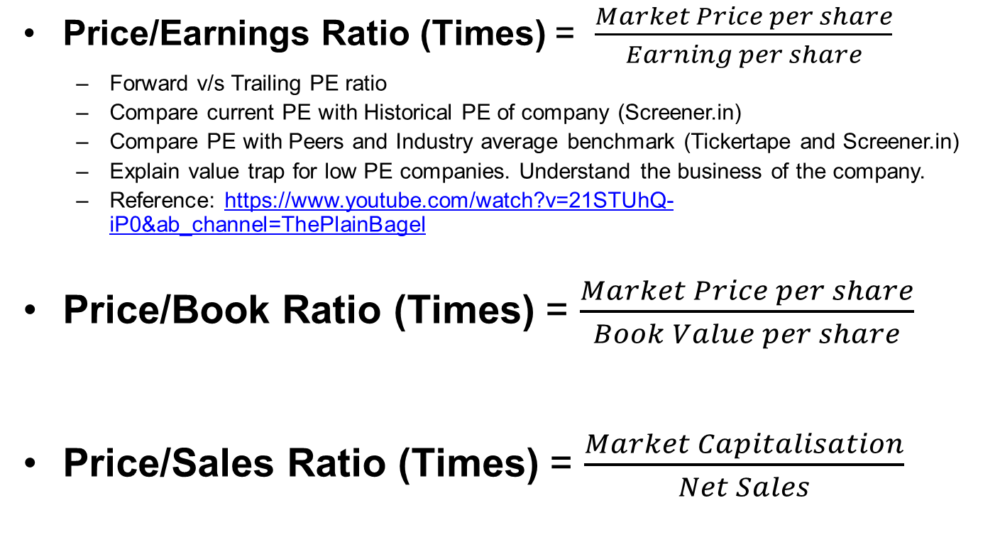 • Price/Earnings Ratio (Times) = Market Price per share / Earning per share
– Forward v/s Trailing PE ratio
– Compare current PE with Historical PE of company (Screener.in)
– Compare PE with Peers and Industry average benchmark (Tickertape and Screener.in)
– Explain value trap for low PE companies. Understand the business of the company.
– Reference: https://www.youtube.com/watch?v=21STUhQ-
iP0&ab_channel=ThePlainBagel
• Price/Book Ratio (Times) = Market Price per share / Book Value per share
• Price/Sales Ratio (Times) = Market Capitalisation / Net Sales